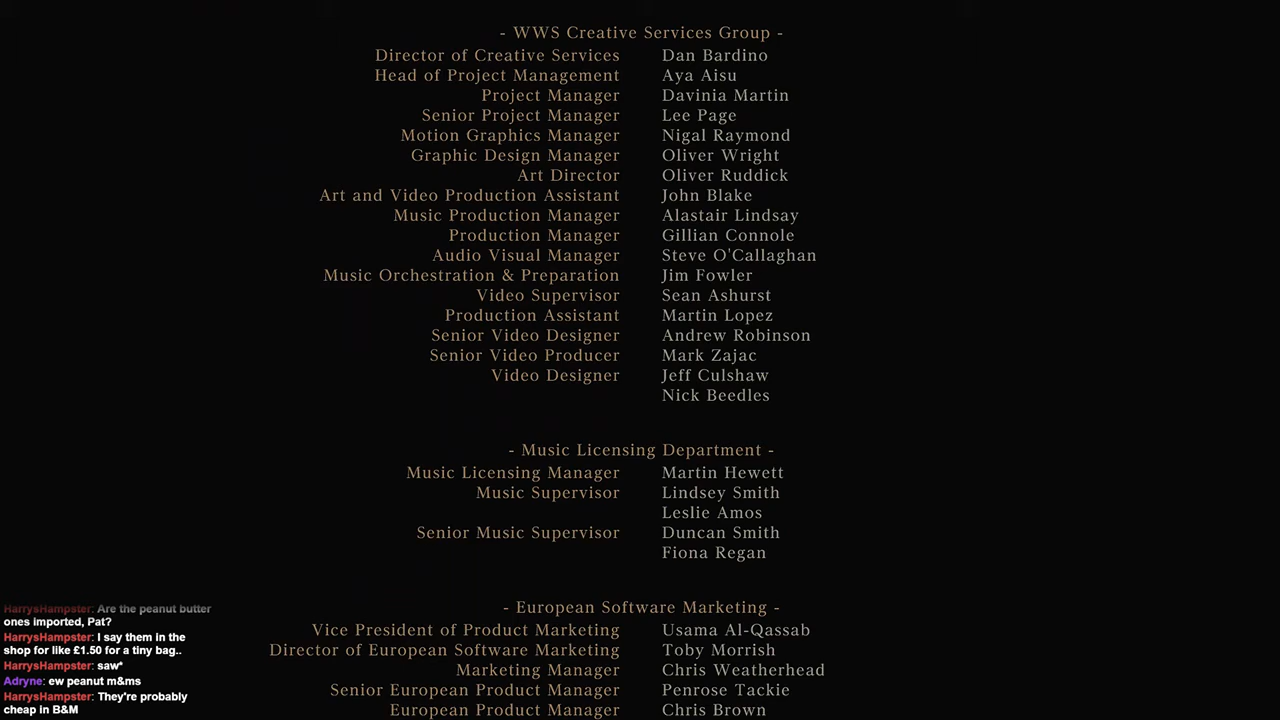 - WWS Creative Services Group -
Director of Creative Services Dan Bardino
Head of Project Management Aya Aisu
Project Manager Davinia Martin
Senior Project Manager Lee Page
Motion Graphics Manager Nigal Raymond
Graphic Design Manager Oliver Wright
Art Director Oliver Ruddick
Art and Video Production Assistant John Blake
Music Production Manager Alastair Lindsay
Production Manager Gillian Connole
Audio Visual Manager Steve O'Callaghan
Music Orchestration & Preparation Jim Fowler
Video Supervisor Sean Ashurst
Production Assistant Martin Lopez
Senior Video Designer Andrew Robinson
Senior Video Producer Mark Zajac
Video Designer Jeff Culshaw
Nick Beedles
- Music Licensing Department -
Music Licensing Manager Martin Hewett
Music Supervisor Lindsey Smith
Leslie Amos
Senior Music Supervisor Duncan Smith
Fiona Regan
- European Software Marketing -
Vice President of Product Marketing Usama Al-Qassab
Director of European Software Marketing Toby Morrish
Marketing Manager Chris Weatherhead
Senior European Product Manager Penrose Tackie
European Product Manager Chris Brown
HarrysHampster: Are the peanut butter
ones imported, Pat?
HarrysHampster: I say them in the
shop for like £1.50 for a tiny bag..
HarrysHampster: saw*
Adryne: ew peanut m&ms
HarrysHampster: They're probably
cheap in B&M